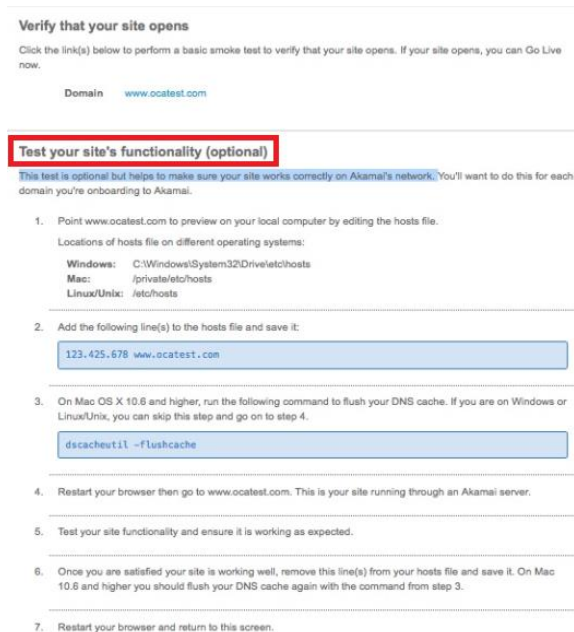 Verify that your site opens
Click the link(s) below to perform a basic smoke test to verify that your site opens. If your site opens, you can Go Live
now.
Domain www.ocatest.com
Test your site's functionality (optional)
This test is optional but helps to make sure your site works correctly on Akamai's network. You'll want to do this for each
domain you're onboarding to Akamai.
1. Point www.ocatest.com to preview on your local computer by editing the hosts file.
Locations of hosts file on different operating systems:
Windows: C:\Windows\System32\Drive\etc\hosts
Mac: /private/etc/hosts
Linux/Unix: /etc/hosts
2. Add the following line(s) to the hosts file and save it:
123.425.678 www.ocatest.com
3. On Mac OS X 10.6 and higher, run the following command to flush your DNS cache. If you are on Windows or
Linux/Unix, you can skip this step and go on to step 4.
dscacheutil -flushcache
4. Restart your browser then go to www.ocatest.com. This is your site running through an Akamai server.
5. Test your site functionality and ensure it is working as expected.
6. Once you are satisfied your site is working well, remove this line(s) from your hosts file and save it. On Mac
10.6 and higher you should flush your DNS cache again with the command from step 3.
7. Restart your browser and return to this screen.